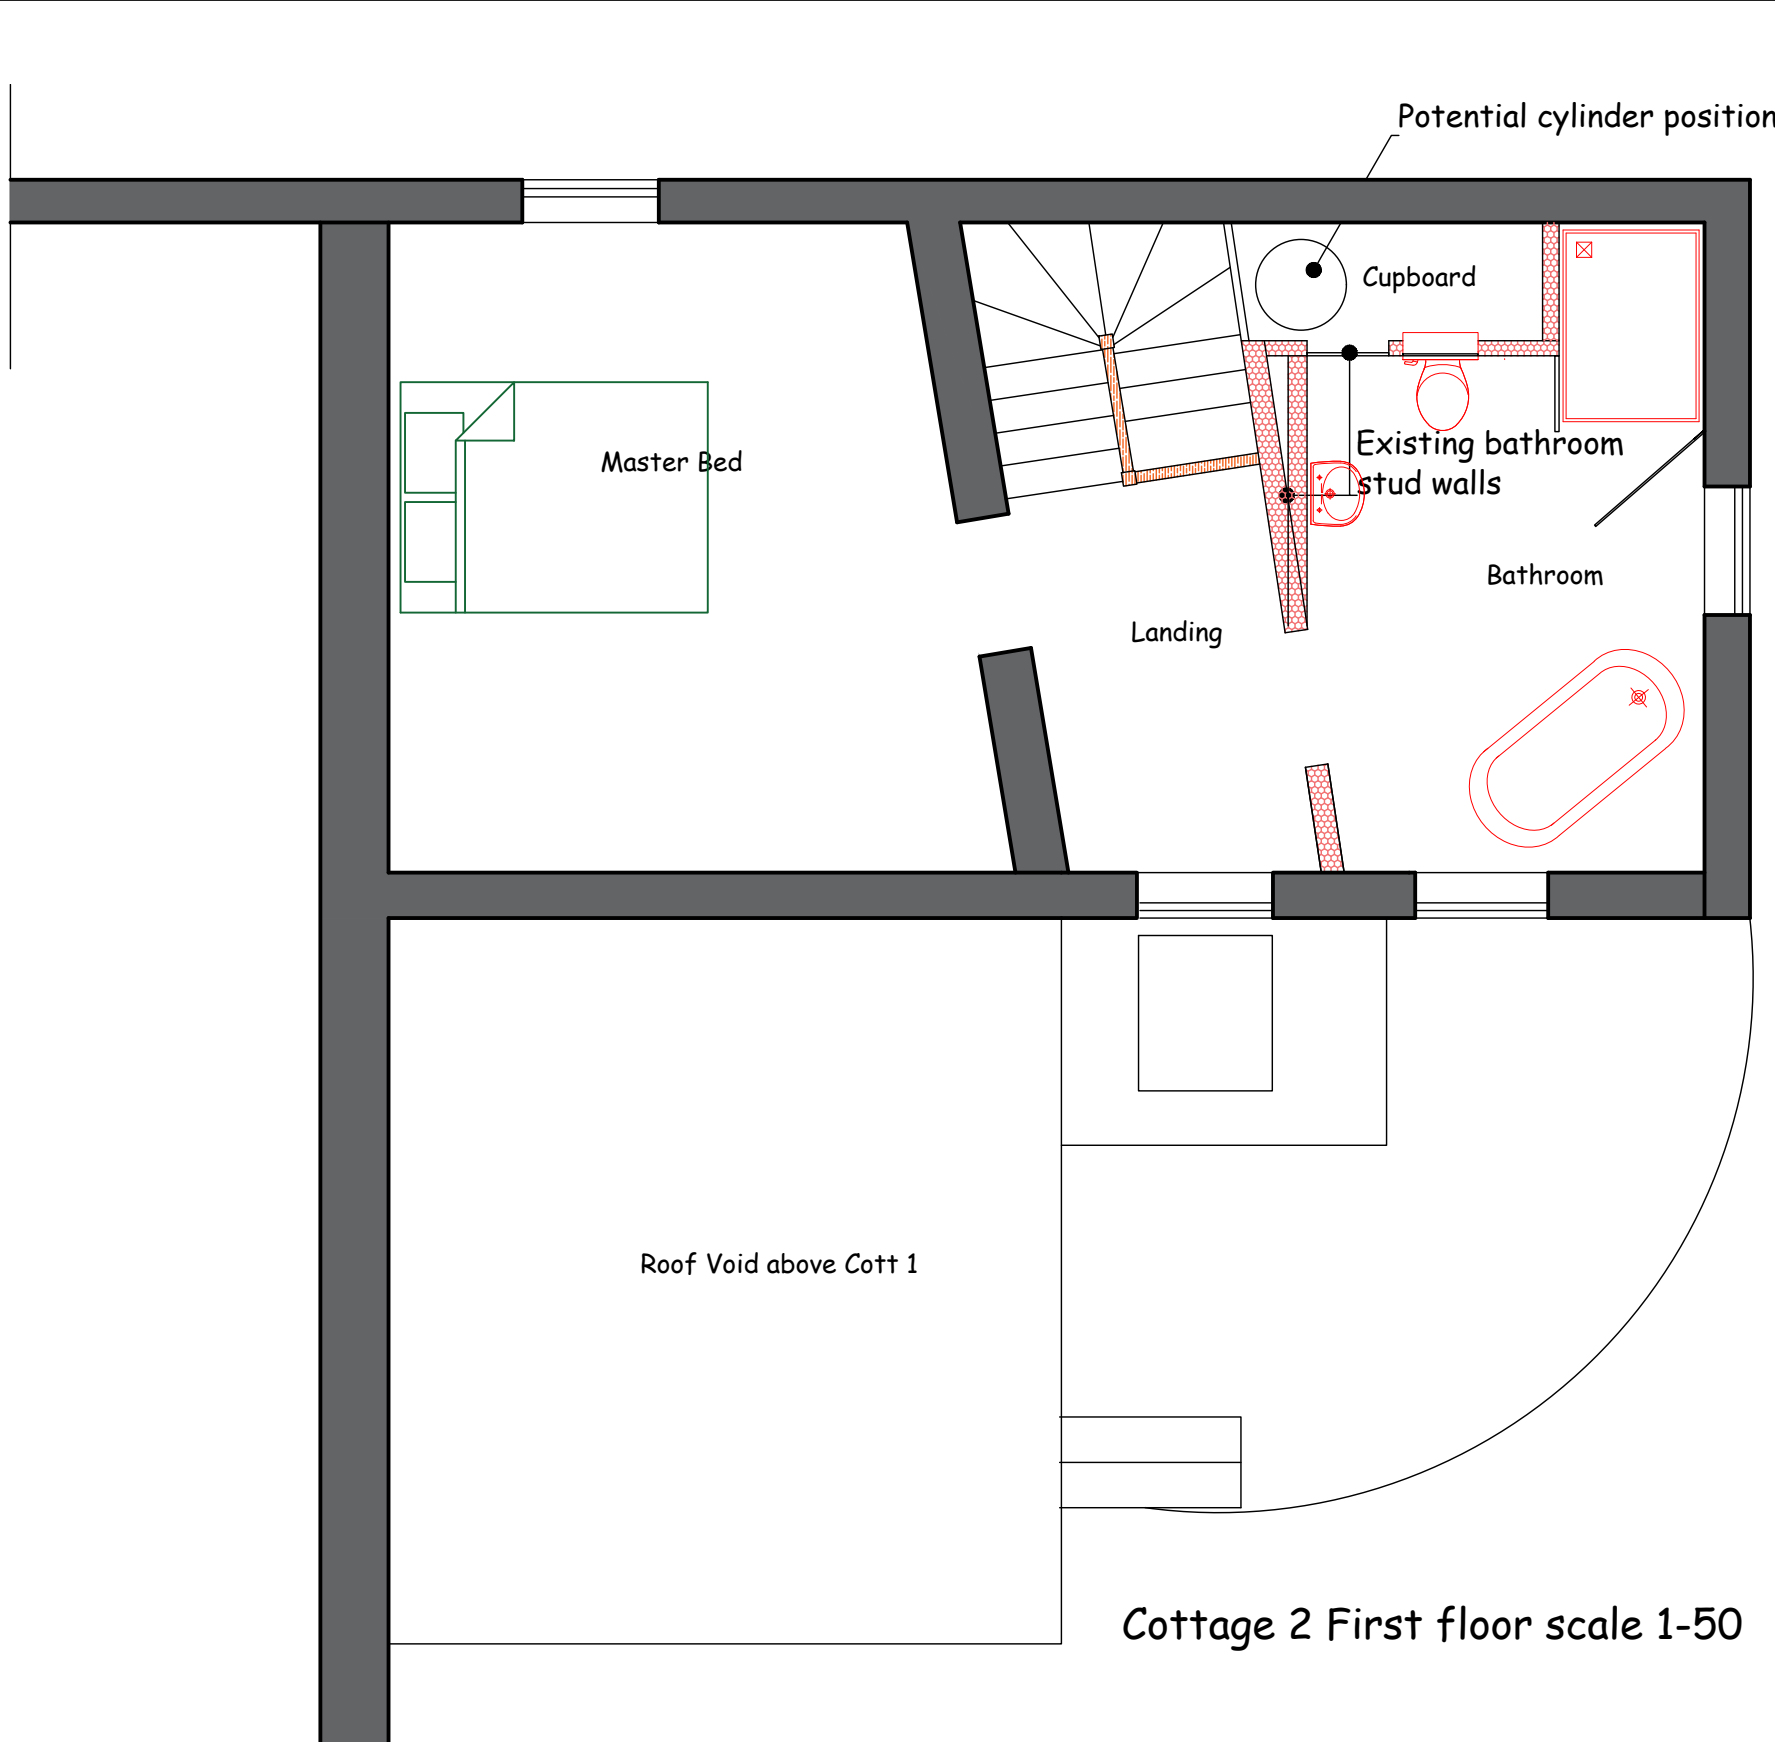 Potential cylinder position
Cupboard
Existing bathroom
stud walls
Master Bed
Bathroom
Landing
Roof Void above Cott 1
Cottage 2 First floor scale 1-50